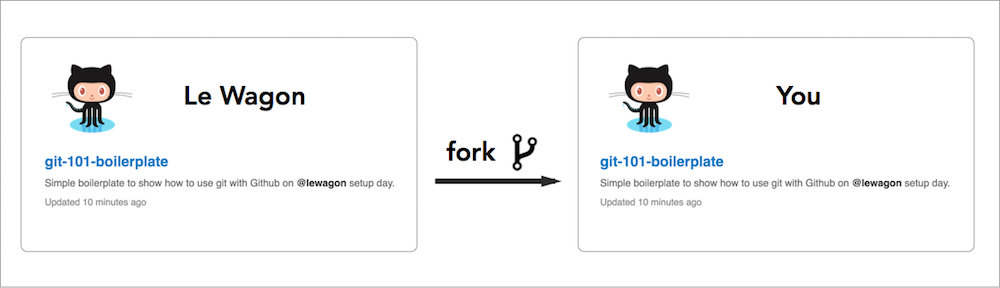 Le Wagon
git-101-boilerplate
Simple boilerplate to show how to use git with Github on @lewagon setup day.
Updated 10 minutes ago
fork
You
git-101-boilerplate
Simple boilerplate to show how to use git with Github on @lewagon setup day.
Updated 10 minutes ago